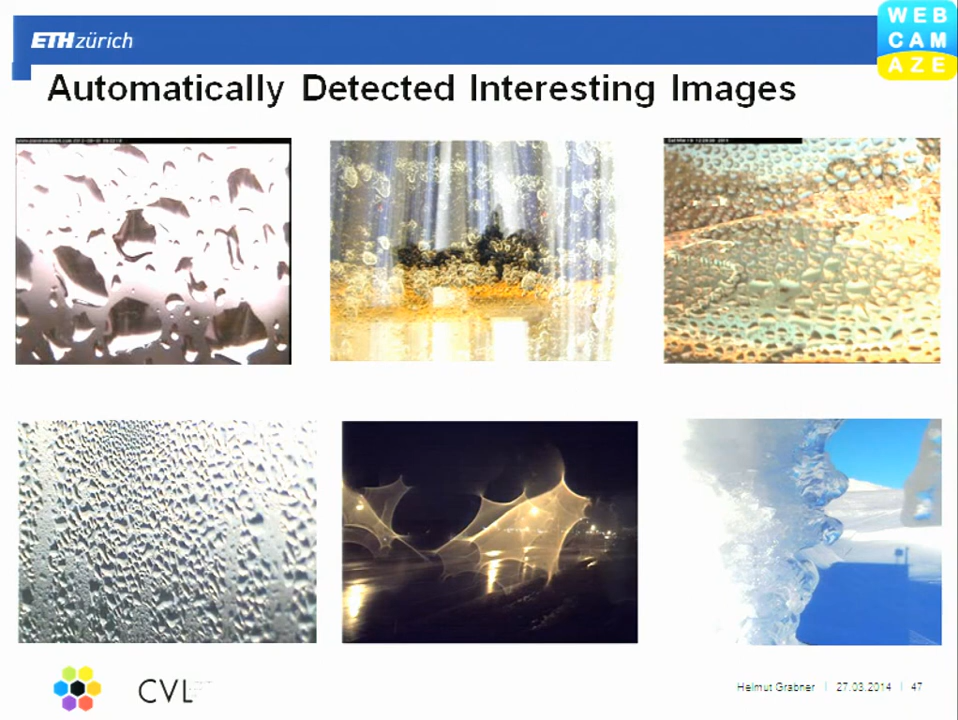 ETH zürich
WEB
CAM
AZE
Automatically Detected Interesting Images
CVL
Helmut Grabner | 27.03.2014 | 47